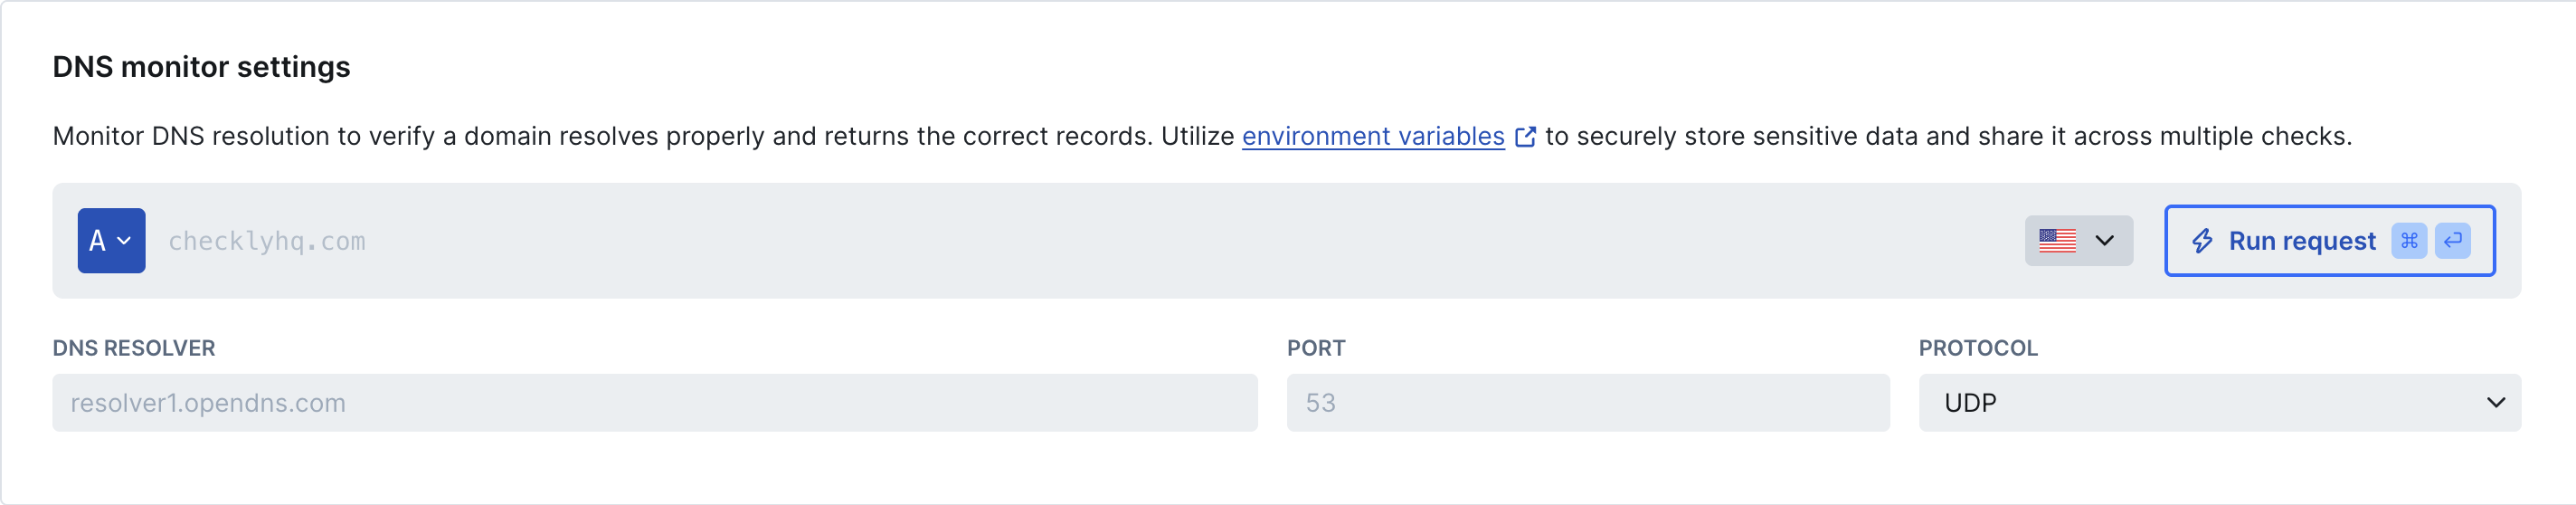 DNS monitor settings
Monitor DNS resolution to verify a domain resolves properly and returns the correct records. Utilize environment variables to securely store sensitive data and share it across multiple checks.
A checklyhq.com Run request ⌘ ↩
DNS RESOLVER PORT PROTOCOL
resolver1.opendns.com 53 UDP